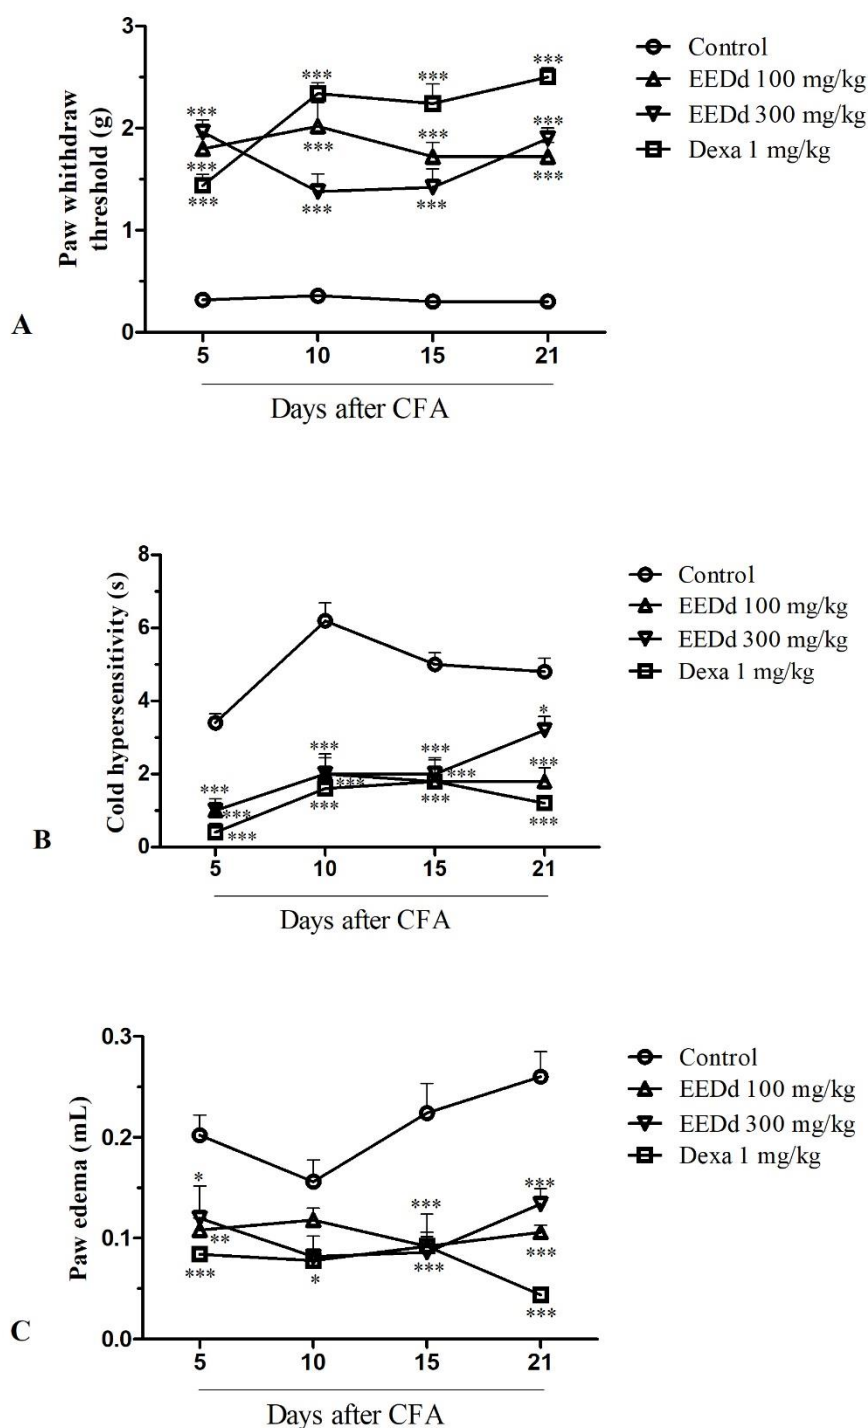 3
2
1
0
Paw whithdraw
threshold (g)
***
***
***
***
***
***
***
***
***
***
***
***
5 10 15 21
Days after CFA
Control
EEDd 100 mg/kg
EEDd 300 mg/kg
Dexa 1 mg/kg
A
8
6
4
2
0
Cold hypersensitivity (s)
***
***
***
***
***
***
***
***
***
*
***
***
5 10 15 21
Days after CFA
Control
EEDd 100 mg/kg
EEDd 300 mg/kg
Dexa 1 mg/kg
B
0.3
0.2
0.1
0.0
Paw edema (mL)
*
**
***
*
***
***
***
***
***
5 10 15 21
Days after CFA
Control
EEDd 100 mg/kg
EEDd 300 mg/kg
Dexa 1 mg/kg
C